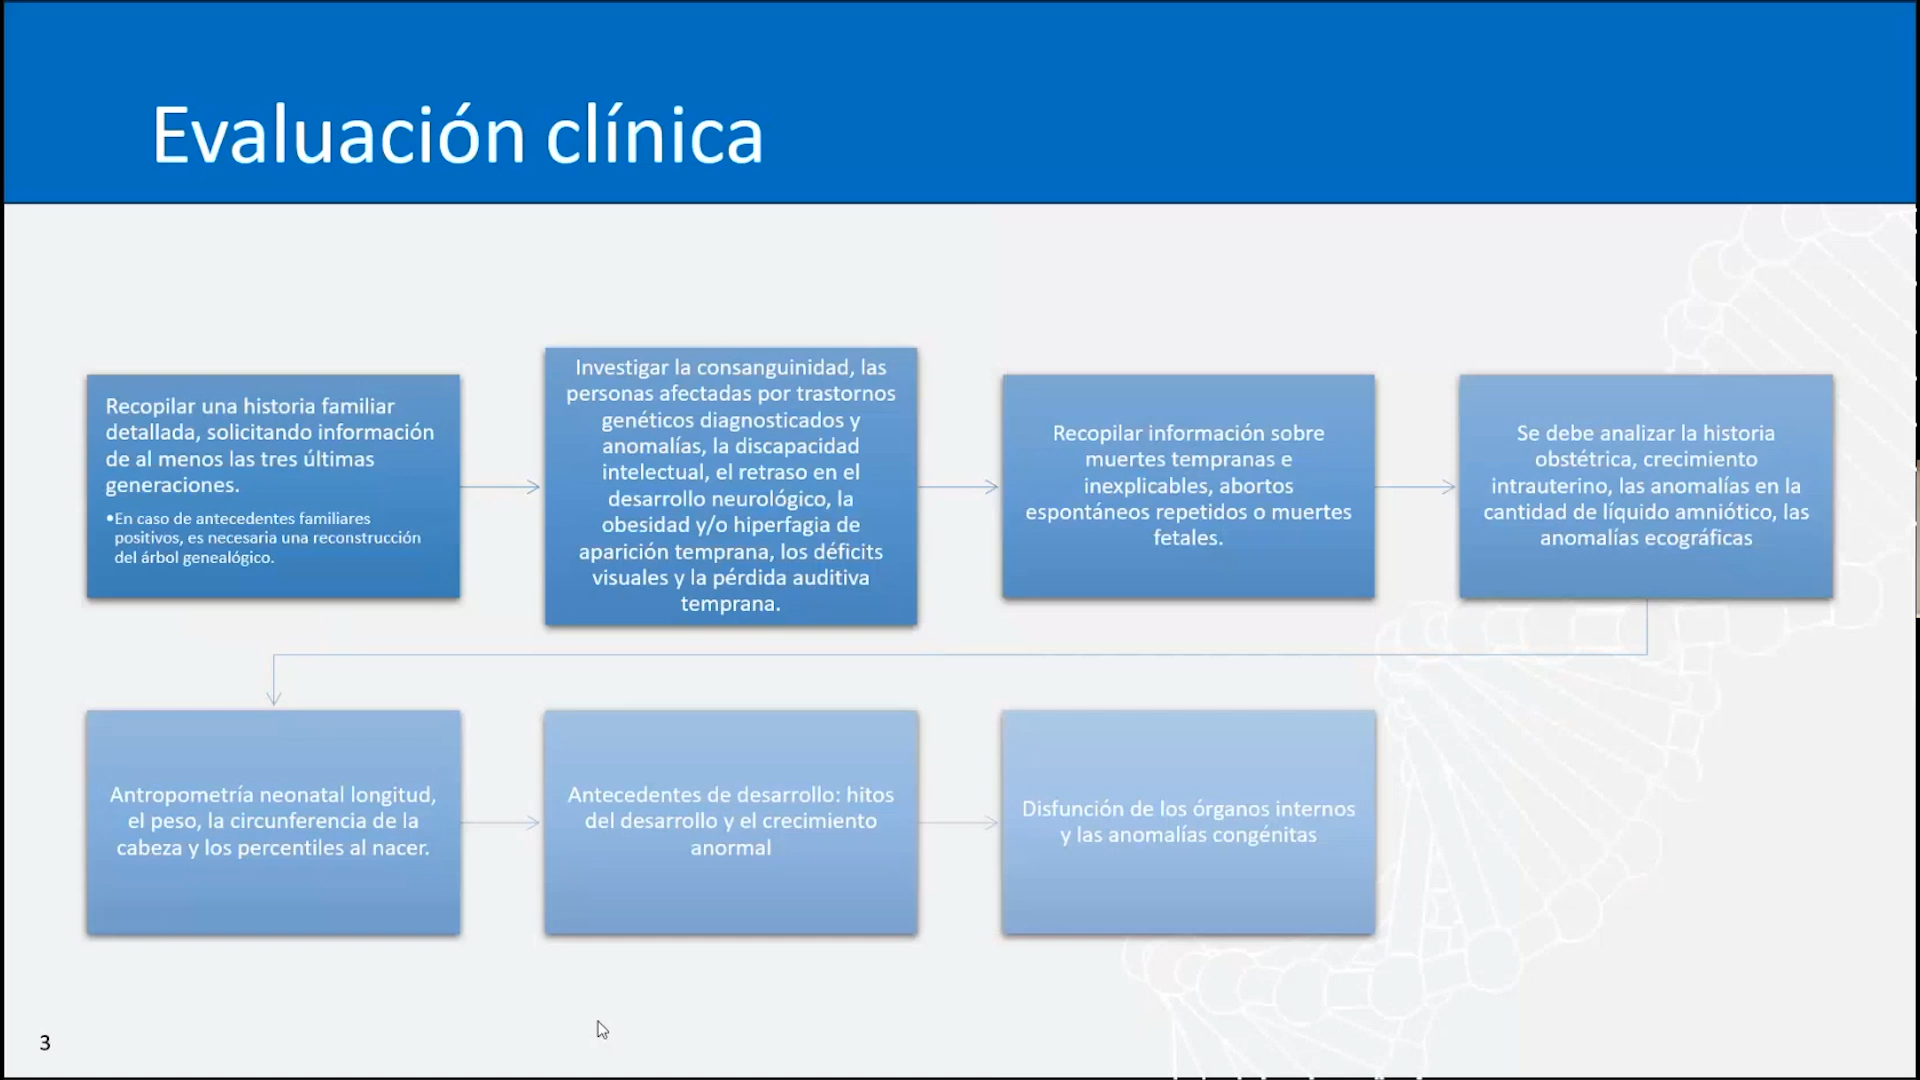 Evaluación clínica
Recopilar una historia familiar
detallada, solicitando información
de al menos las tres últimas
generaciones.
•En caso de antecedentes familiares
positivos, es necesaria una reconstrucción
del árbol genealógico.
Investigar la consanguinidad, las
personas afectadas por trastornos
genéticos diagnosticados y
anomalías, la discapacidad
intelectual, el retraso en el
desarrollo neurológico, la
obesidad y/o hiperfagia de
aparición temprana, los déficits
visuales y la pérdida auditiva
temprana.
Recopilar información sobre
muertes tempranas e
inexplicables, abortos
espontáneos repetidos o muertes
fetales.
Se debe analizar la historia
obstétrica, crecimiento
intrauterino, las anomalías en la
cantidad de líquido amniótico, las
anomalías ecográficas
Antropometría neonatal longitud,
el peso, la circunferencia de la
cabeza y los percentiles al nacer.
Antecedentes de desarrollo: hitos
del desarrollo y el crecimiento
anormal
Disfunción de los órganos internos
y las anomalías congénitas
3